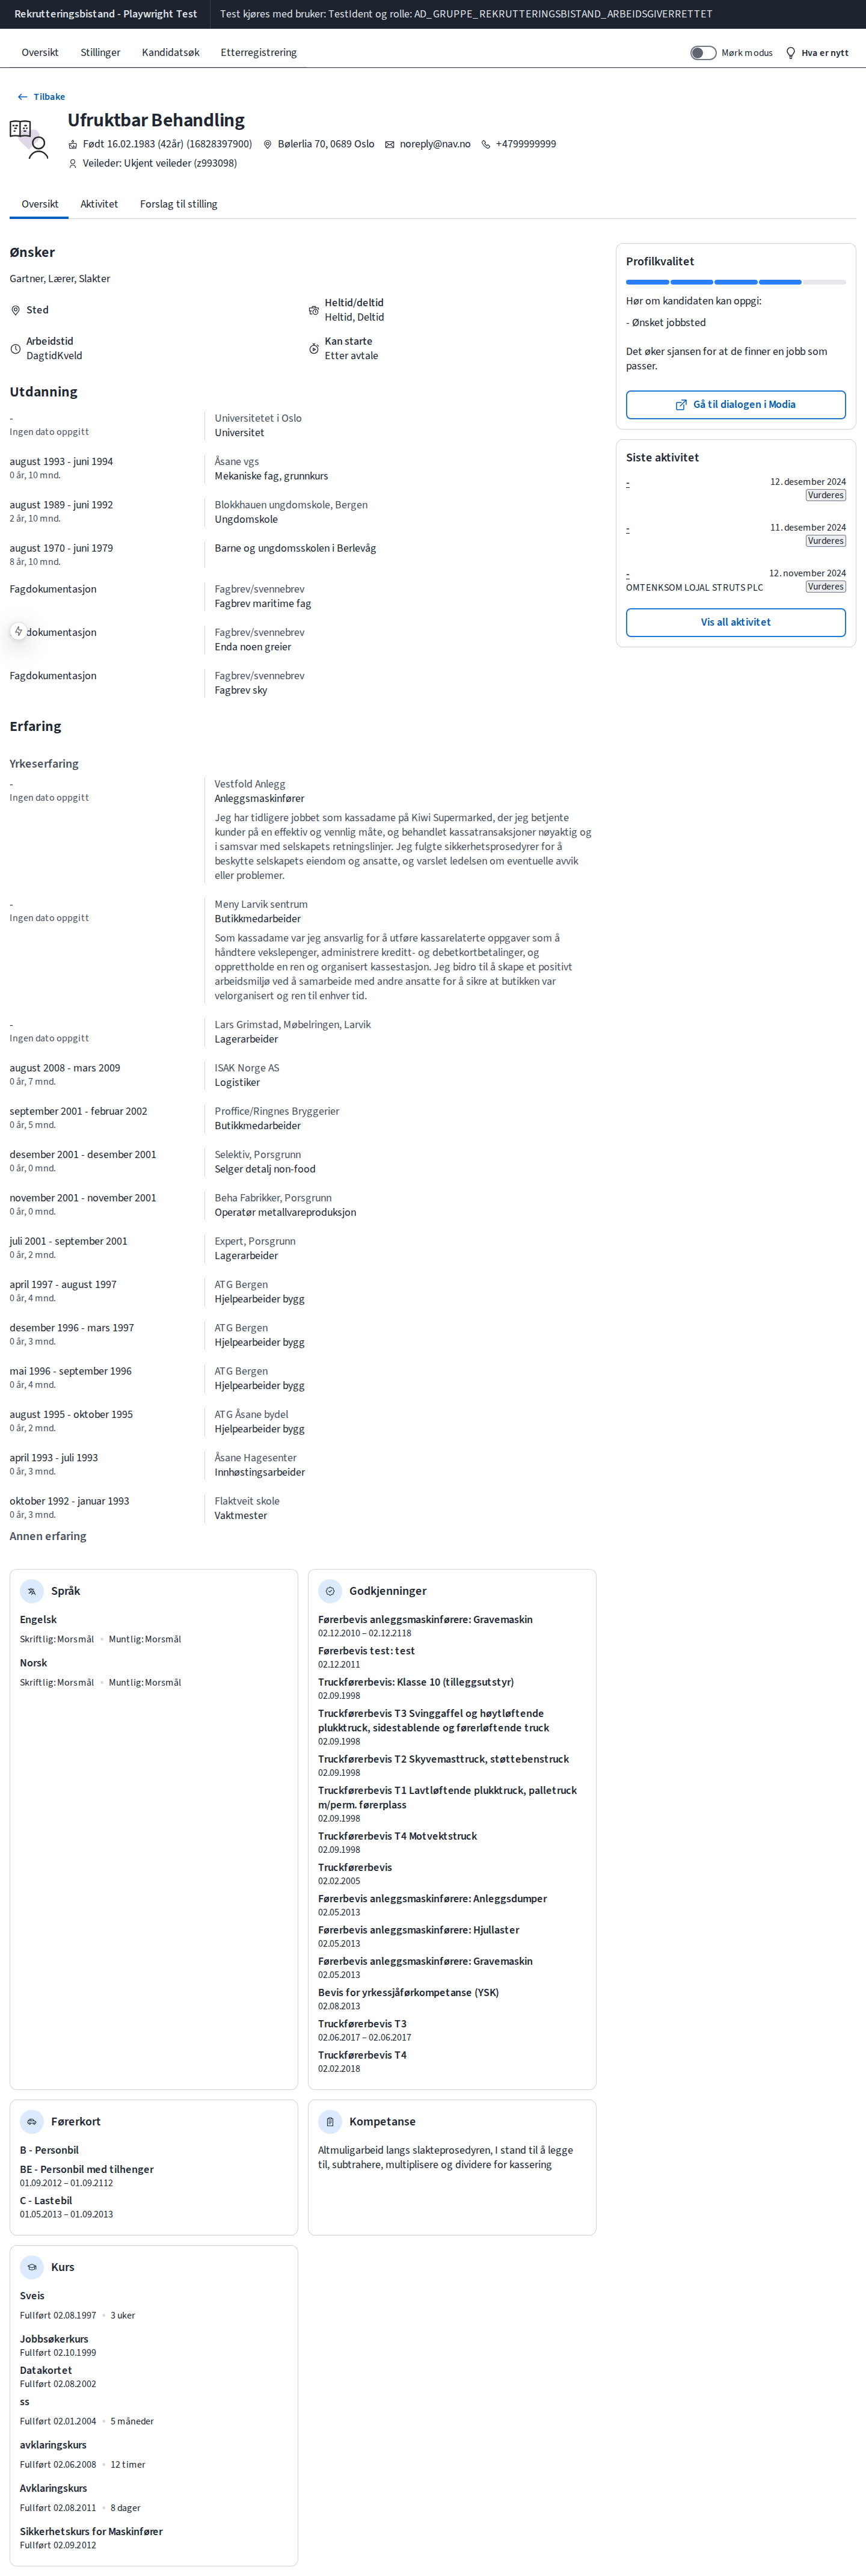 Rekrutteringsbistand - Playwright Test
Test kjøres med bruker: TestIdent og rolle: AD_GRUPPE_REKRUTTERINGSBISTAND_ARBEIDSGIVERRETTET
Oversikt
Stillinger
Kandidatsøk
Etterregistrering
Mørk modus
Hva er nytt
Tilbake
Ufruktbar Behandling
Født 16.02.1983 (42år) (16828397900)
Bølerlia 70, 0689 Oslo
noreply@nav.no
+4799999999
Veileder: Ukjent veileder (z993098)
Oversikt
Aktivitet
Forslag til stilling
Ønsker
Gartner, Lærer, Slakter
Sted
Heltid/deltid
Heltid, Deltid
Arbeidstid
DagtidKveld
Kan starte
Etter avtale
Utdanning
-
Ingen dato oppgitt
Universitetet i Oslo
Universitet
august 1993 - juni 1994
0 år, 10 mnd.
Åsane vgs
Mekaniske fag, grunnkurs
august 1989 - juni 1992
2 år, 10 mnd.
Blokkhauen ungdomskole, Bergen
Ungdomskole
august 1970 - juni 1979
8 år, 10 mnd.
Barne og ungdomsskolen i Berlevåg
Fagdokumentasjon
Fagbrev/svennebrev
Fagbrev maritime fag
dokumentasjon
Fagbrev/svennebrev
Enda noen greier
Fagdokumentasjon
Fagbrev/svennebrev
Fagbrev sky
Erfaring
Yrkeserfaring
-
Ingen dato oppgitt
Vestfold Anlegg
Anleggsmaskinfører
Jeg har tidligere jobbet som kassadame på Kiwi Supermarked, der jeg betjente
kunder på en effektiv og vennlig måte, og behandlet kassatransaksjoner nøyaktig og
i samsvar med selskapets retningslinjer. Jeg fulgte sikkerhetsprosedyrer for å
beskytte selskapets eiendom og ansatte, og varslet ledelsen om eventuelle avvik
eller problemer.
-
Ingen dato oppgitt
Meny Larvik sentrum
Butikkmedarbeider
Som kassadame var jeg ansvarlig for å utføre kassarelaterte oppgaver som å
håndtere vekslepenger, administrere kreditt- og debetkortbetalinger, og
opprettholde en ren og organisert kassestasjon. Jeg bidro til å skape et positivt
arbeidsmiljø ved å samarbeide med andre ansatte for å sikre at butikken var
velorganisert og ren til enhver tid.
-
Ingen dato oppgitt
Lars Grimstad, Møbelringen, Larvik
Lagerarbeider
august 2008 - mars 2009
0 år, 7 mnd.
ISAK Norge AS
Logistiker
september 2001 - februar 2002
0 år, 5 mnd.
Proffice/Ringnes Bryggerier
Butikkmedarbeider
desember 2001 - desember 2001
0 år, 0 mnd.
Selektiv, Porsgrunn
Selger detalj non-food
november 2001 - november 2001
0 år, 0 mnd.
Beha Fabrikker, Porsgrunn
Operatør metallvareproduksjon
juli 2001 - september 2001
0 år, 2 mnd.
Expert, Porsgrunn
Lagerarbeider
april 1997 - august 1997
0 år, 4 mnd.
ATG Bergen
Hjelpearbeider bygg
desember 1996 - mars 1997
0 år, 3 mnd.
ATG Bergen
Hjelpearbeider bygg
mai 1996 - september 1996
0 år, 4 mnd.
ATG Bergen
Hjelpearbeider bygg
august 1995 - oktober 1995
0 år, 2 mnd.
ATG Åsane bydel
Hjelpearbeider bygg
april 1993 - juli 1993
0 år, 3 mnd.
Åsane Hagesenter
Innhøstingsarbeider
oktober 1992 - januar 1993
0 år, 3 mnd.
Flaktveit skole
Vaktmester
Annen erfaring
Språk
Engelsk
Skriftlig: Morsmål • Muntlig: Morsmål
Norsk
Skriftlig: Morsmål • Muntlig: Morsmål
Godkjenninger
Førerbevis anleggsmaskinførere: Gravemaskin
02.12.2010 – 02.12.2118
Førerbevis test: test
02.12.2011
Truckførerbevis: Klasse 10 (tilleggsutstyr)
02.09.1998
Truckførerbevis T3 Svinggaffel og høytløftende
plukktruck, sidestablende og førerløftende truck
02.09.1998
Truckførerbevis T2 Skyvemasttruck, støttebenstruck
02.09.1998
Truckførerbevis T1 Lavtløftende plukktruck, palletruck
m/perm. førerplass
02.09.1998
Truckførerbevis T4 Motvektstruck
02.09.1998
Truckførerbevis
02.02.2005
Førerbevis anleggsmaskinførere: Anleggsdumper
02.05.2013
Førerbevis anleggsmaskinførere: Hjullaster
02.05.2013
Førerbevis anleggsmaskinførere: Gravemaskin
02.05.2013
Bevis for yrkessjåførkompetanse (YSK)
02.08.2013
Truckførerbevis T3
02.06.2017 – 02.06.2017
Truckførerbevis T4
02.02.2018
Førerkort
B - Personbil
BE - Personbil med tilhenger
01.09.2012 – 01.09.2112
C - Lastebil
01.05.2013 – 01.09.2013
Kompetanse
Altmuligarbeid langs slakteprosedyren, I stand til å legge
til, subtrahere, multiplisere og dividere for kassering
Kurs
Sveis
Fullført 02.08.1997 • 3 uker
Jobbsøkerkurs
Fullført 02.10.1999
Datakortet
Fullført 02.08.2002
ss
Fullført 02.01.2004 • 5 måneder
avklaringskurs
Fullført 02.06.2008 • 12 timer
Avklaringskurs
Fullført 02.08.2011 • 8 dager
Sikkerhetskurs for Maskinfører
Fullført 02.09.2012
Profilkvalitet
Hør om kandidaten kan oppgi:
- Ønsket jobbsted
Det øker sjansen for at de finner en jobb som
passer.
Gå til dialogen i Modia
Siste aktivitet
-
12. desember 2024
Vurderes
-
11. desember 2024
Vurderes
-
12. november 2024
OMTENKSOM LOJAL STRUTS PLC
Vurderes
Vis all aktivitet